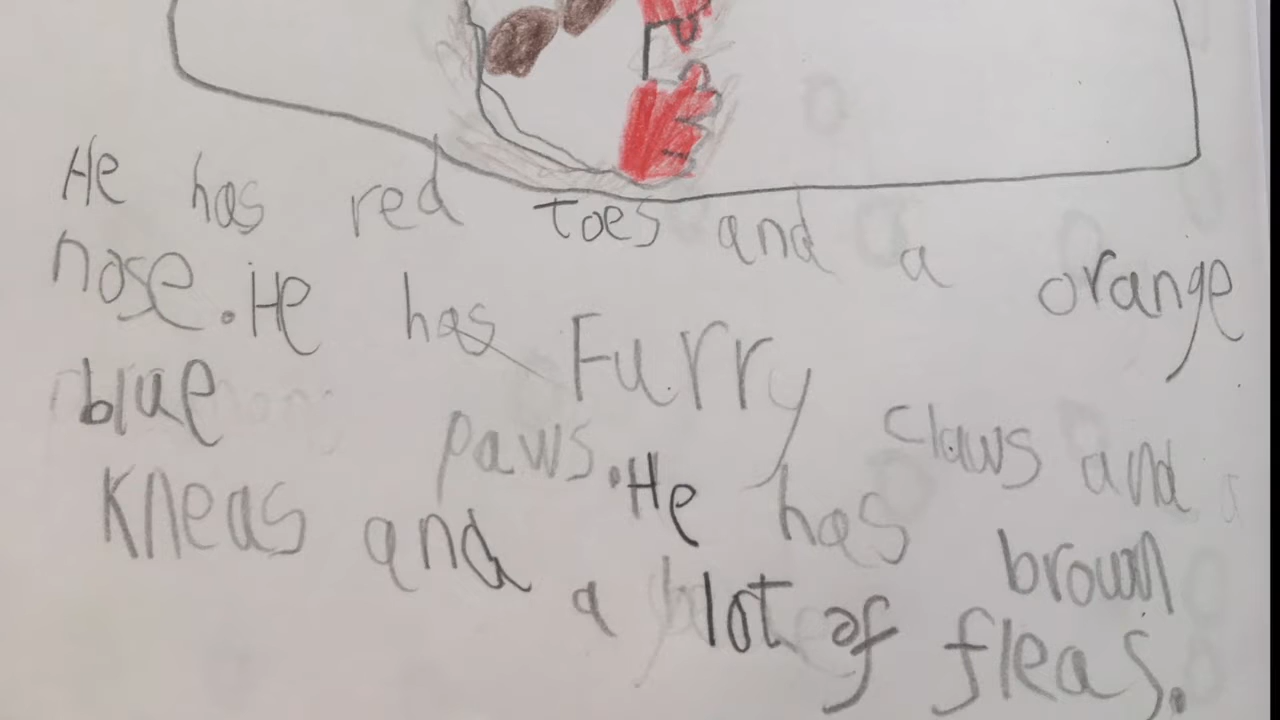 He has red toes and a orange
nose. He has Furry claws and
blue paws. He has brown
Kneas and a lot of fleas.